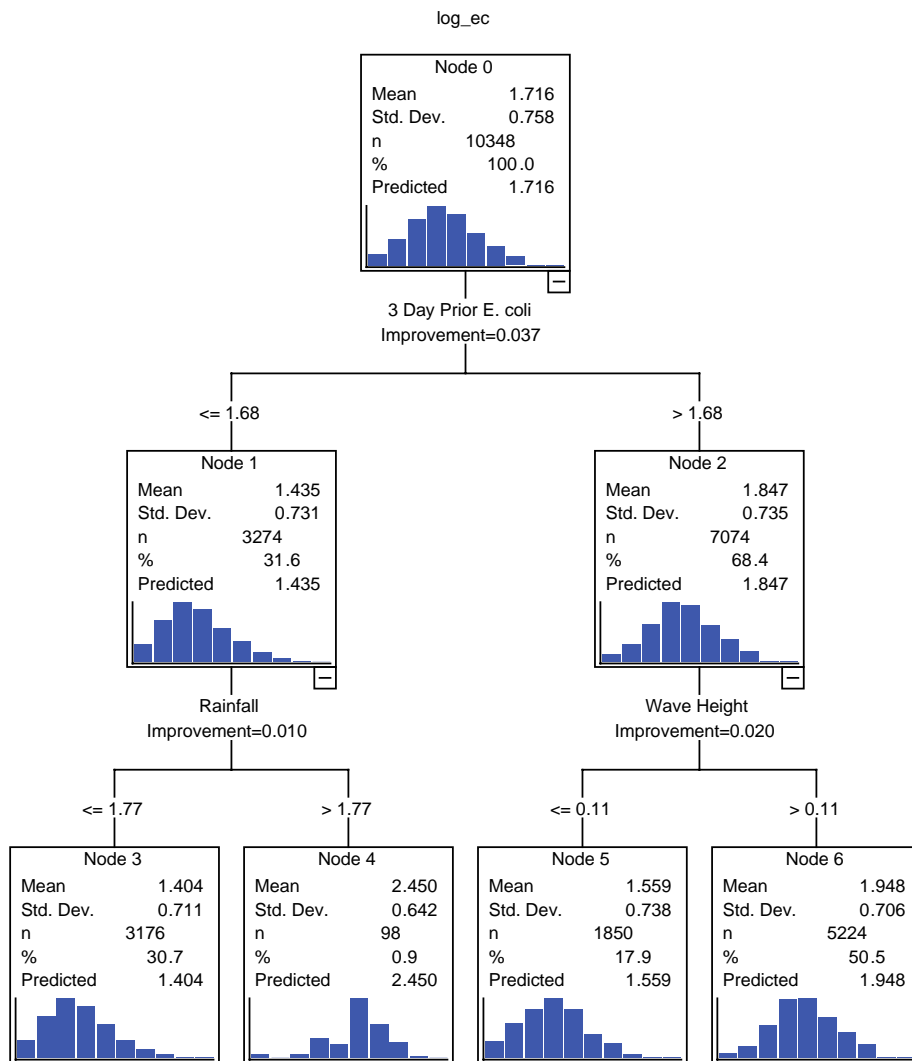 log_ec
Node 0
Mean 1.716
Std. Dev. 0.758
n 10348
% 100.0
Predicted 1.716
3 Day Prior E. coli
Improvement=0.037
<= 1.68
> 1.68
Node 1
Mean 1.435
Std. Dev. 0.731
n 3274
% 31.6
Predicted 1.435
Node 2
Mean 1.847
Std. Dev. 0.735
n 7074
% 68.4
Predicted 1.847
Rainfall
Improvement=0.010
Wave Height
Improvement=0.020
<= 1.77
> 1.77
<= 0.11
> 0.11
Node 3
Mean 1.404
Std. Dev. 0.711
n 3176
% 30.7
Predicted 1.404
Node 4
Mean 2.450
Std. Dev. 0.642
n 98
% 0.9
Predicted 2.450
Node 5
Mean 1.559
Std. Dev. 0.738
n 1850
% 17.9
Predicted 1.559
Node 6
Mean 1.948
Std. Dev. 0.706
n 5224
% 50.5
Predicted 1.948